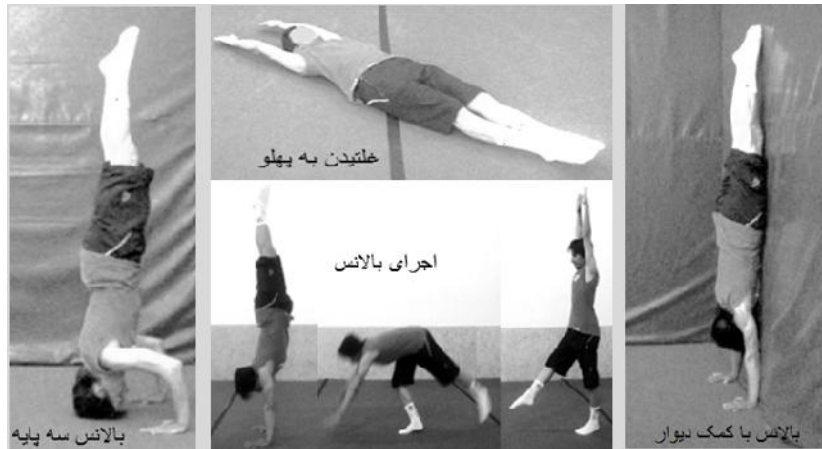 غلتیدن به پهلو
اجرای بالانس
بالانس با کمک دیوار
بالانس سه پایه